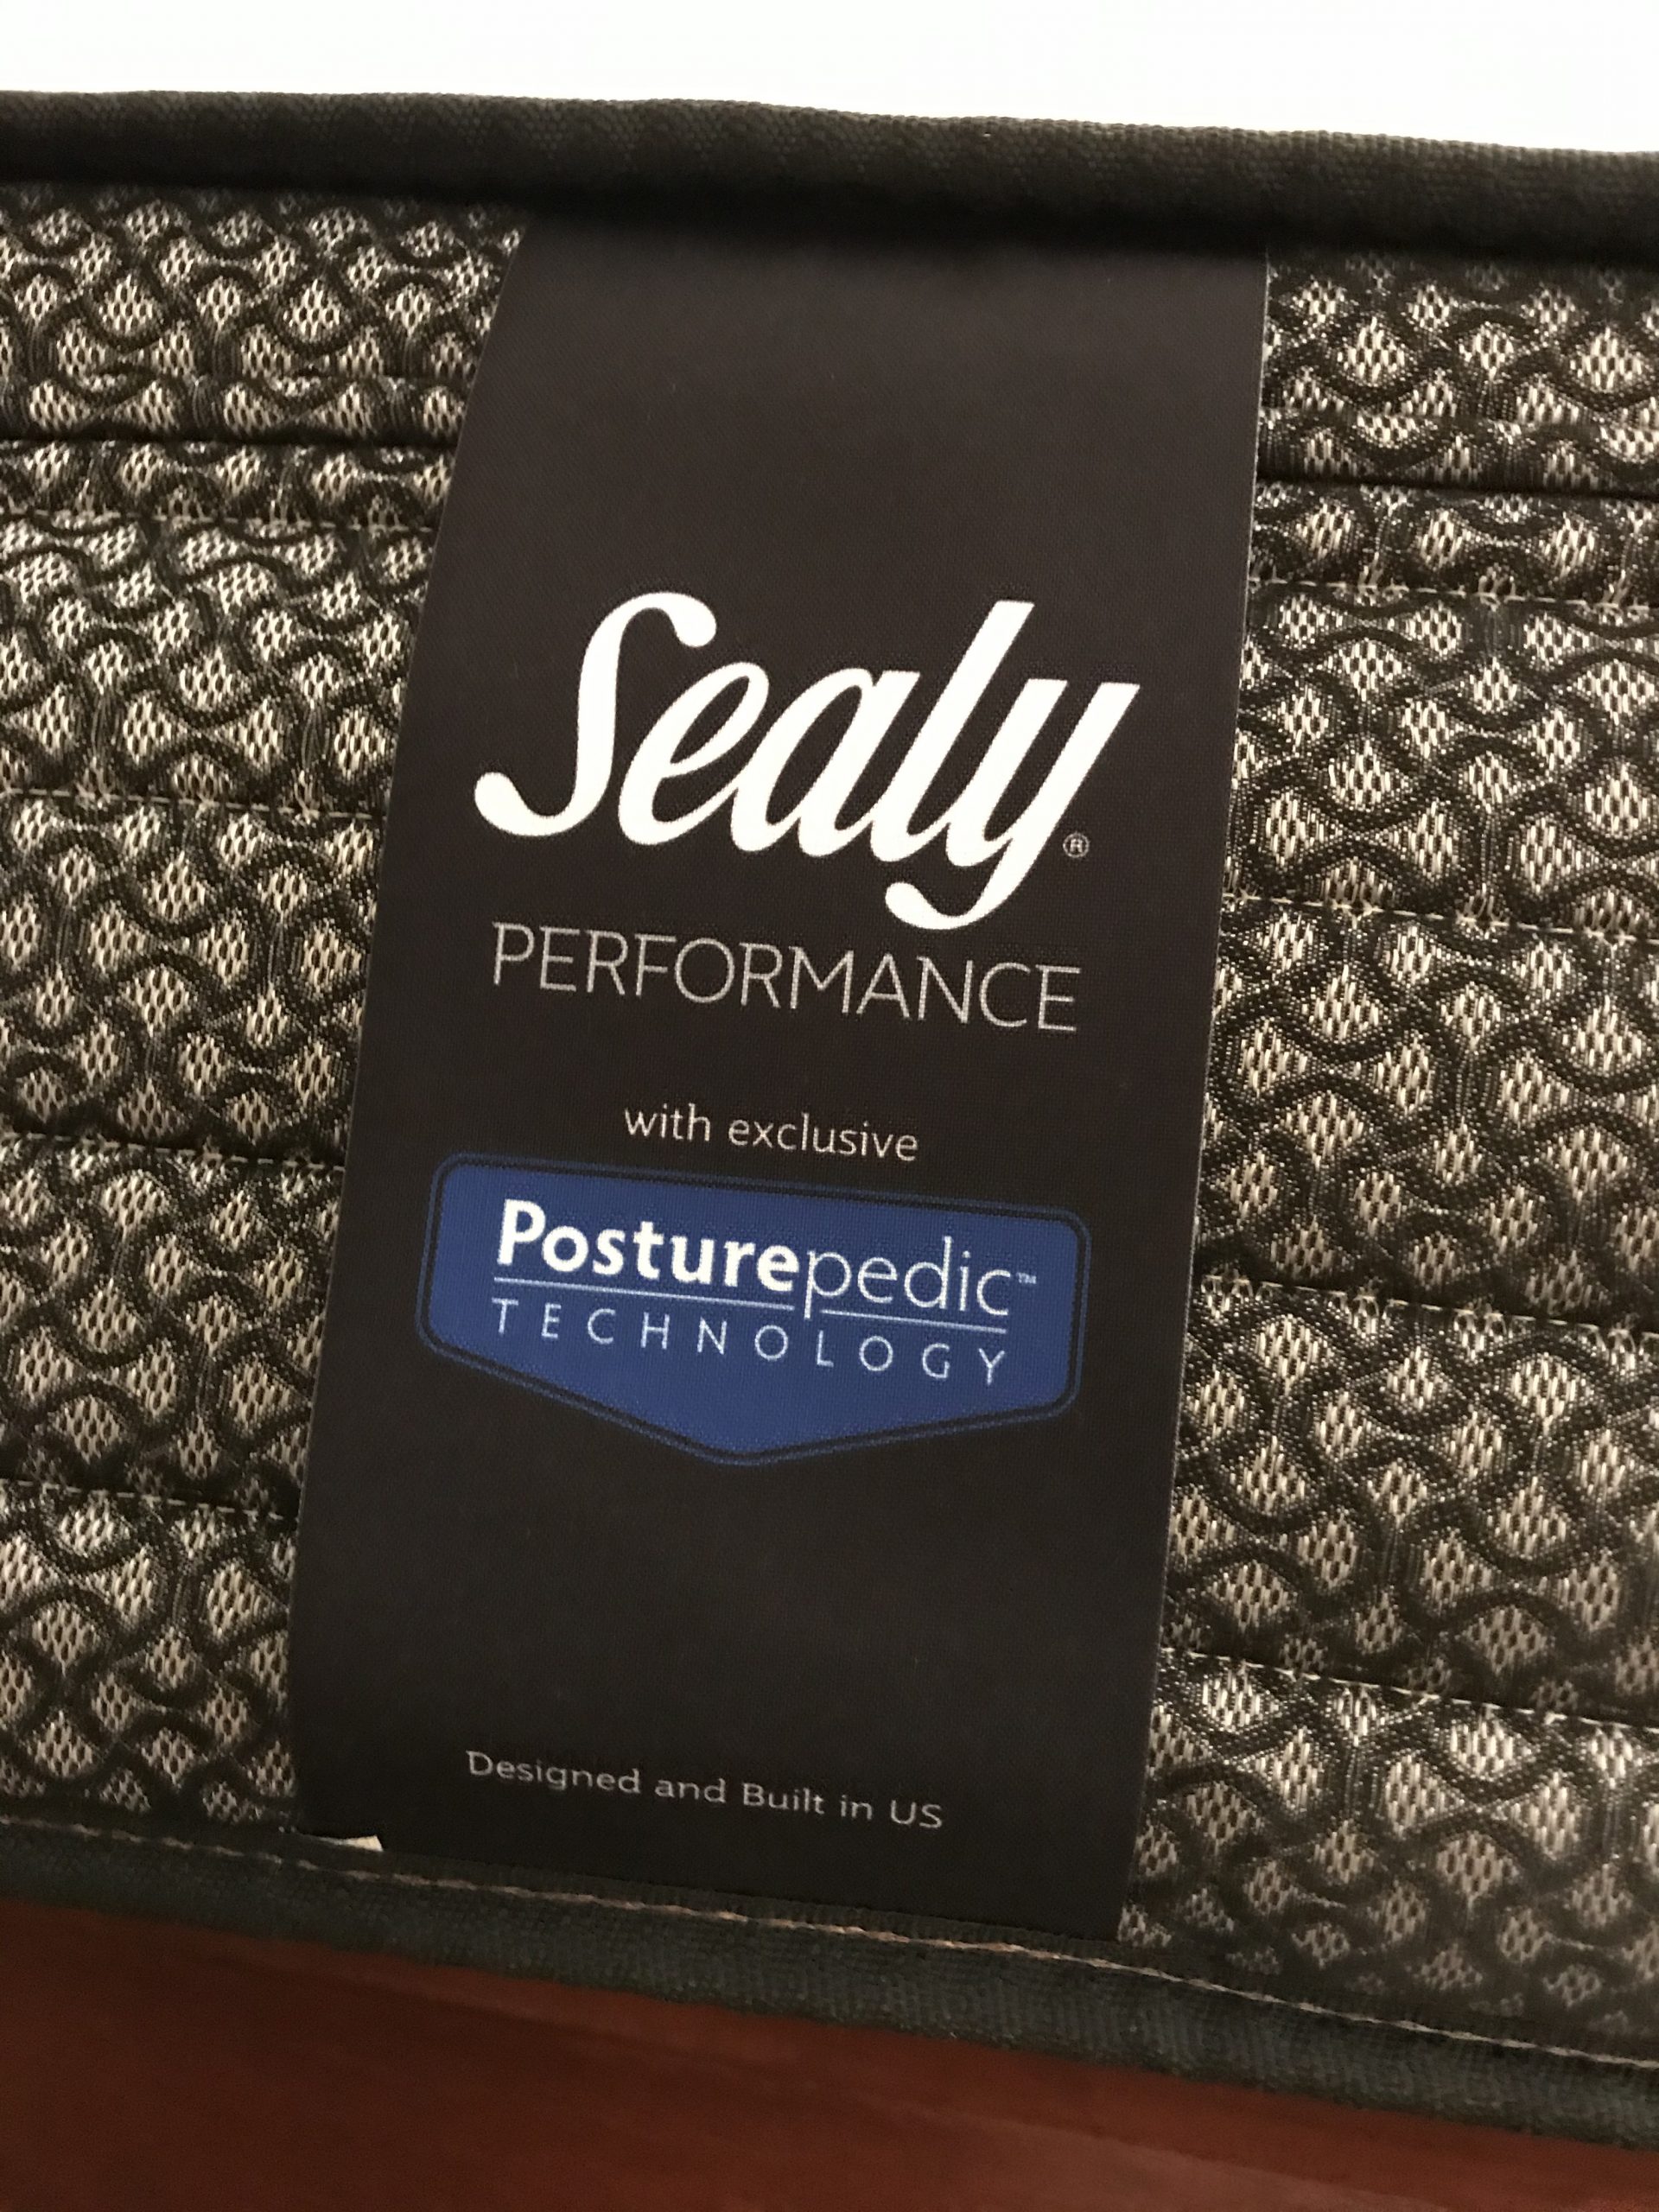 Sealy®
PERFORMANCE
with exclusive
Posturepedic™
TECHNOLOGY
Designed and Built in US